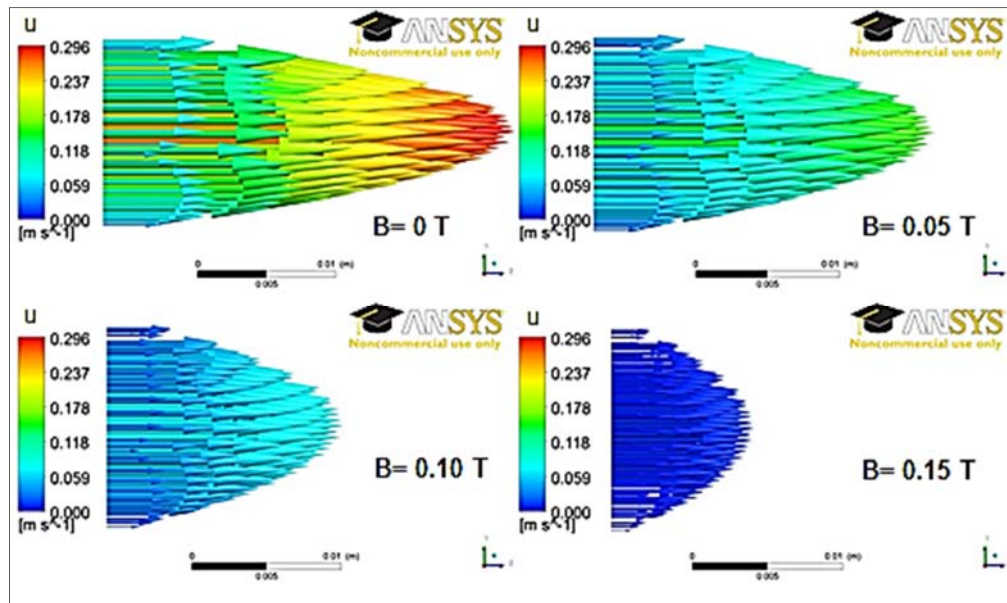 u
ANSYS
Noncommercial use only
0.296
0.237
0.178
0.118
0.059
0.000
[m s^-1]
B= 0 T
0
0.01 (m)
0.005
u
ANSYS
Noncommercial use only
0.296
0.237
0.178
0.118
0.059
0.000
[m s^-1]
B= 0.05 T
0
0.01 (m)
0.005
u
ANSYS
Noncommercial use only
0.296
0.237
0.178
0.118
0.059
0.000
[m s^-1]
B= 0.10 T
0
0.01 (m)
0.005
u
ANSYS
Noncommercial use only
0.296
0.237
0.178
0.118
0.059
0.000
[m s^-1]
B= 0.15 T
0
0.01 (m)
0.005